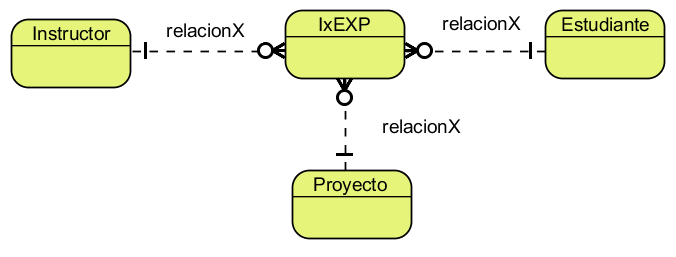 Instructor
relacionX
IxEXP
relacionX
Estudiante
relacionX
Proyecto